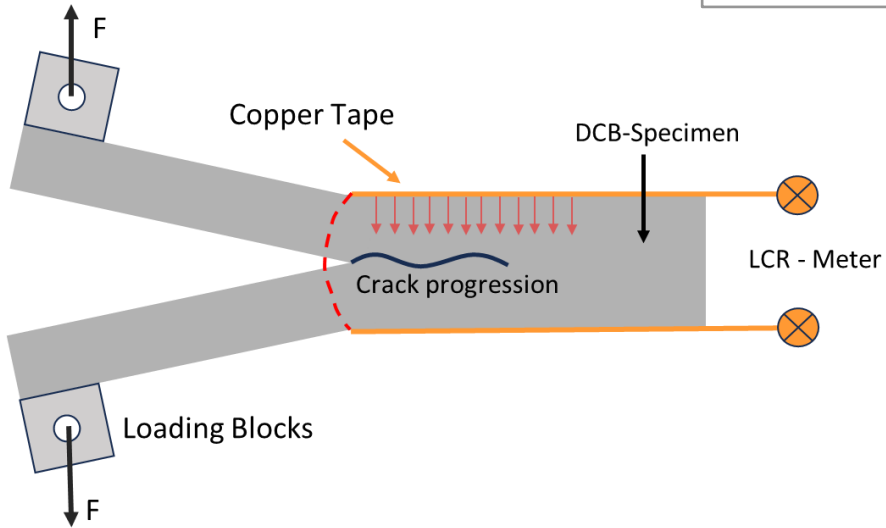 F
Copper Tape
DCB-Specimen
LCR - Meter
Crack progression
Loading Blocks
F